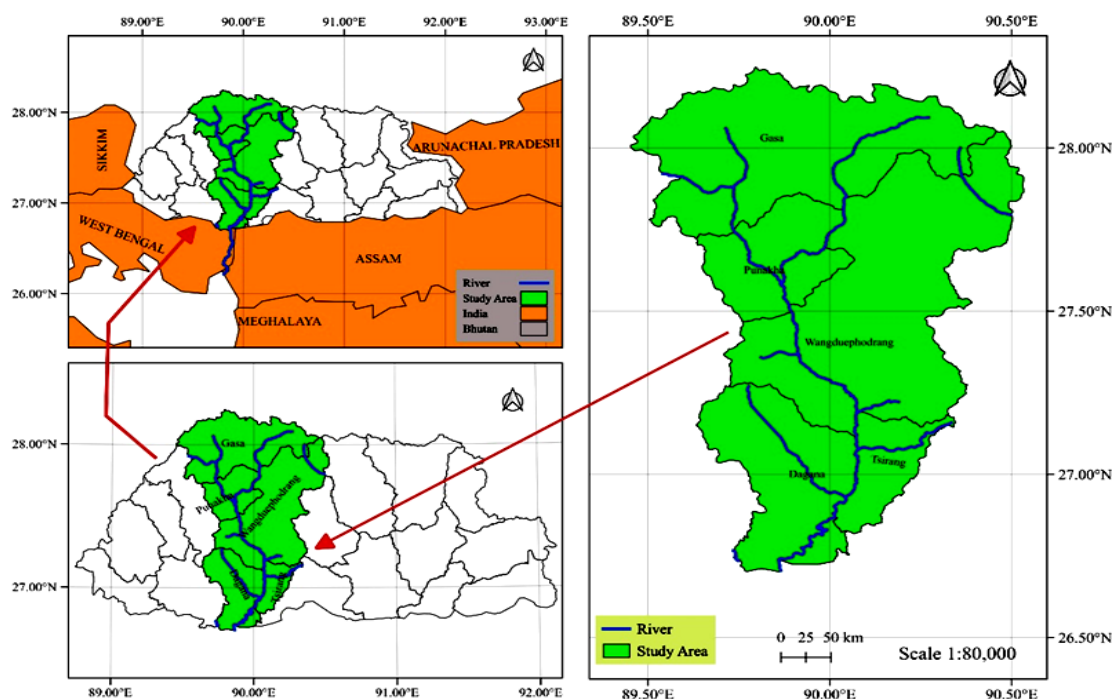 89.00°E 90.00°E 91.00°E 92.00°E 93.00°E
28.00°N
27.00°N
26.00°N
SIKKIM
ARUNACHAL PRADESH
WEST BENGAL
ASSAM
MEGHALAYA
River
Study Area
India
Bhutan
28.00°N
27.00°N
Gasa
Punakha
Wangduephodrang
Dagana
Tsirang
89.00°E 90.00°E 91.00°E 92.00°E
89.50°E 90.00°E 90.50°E
Gasa
Punakha
Wangduephodrang
Tsirang
Dagana
28.00°N
27.50°N
27.00°N
26.50°N
River
Study Area
0 25 50 km
Scale 1:80,000
89.50°E 90.00°E 90.50°E